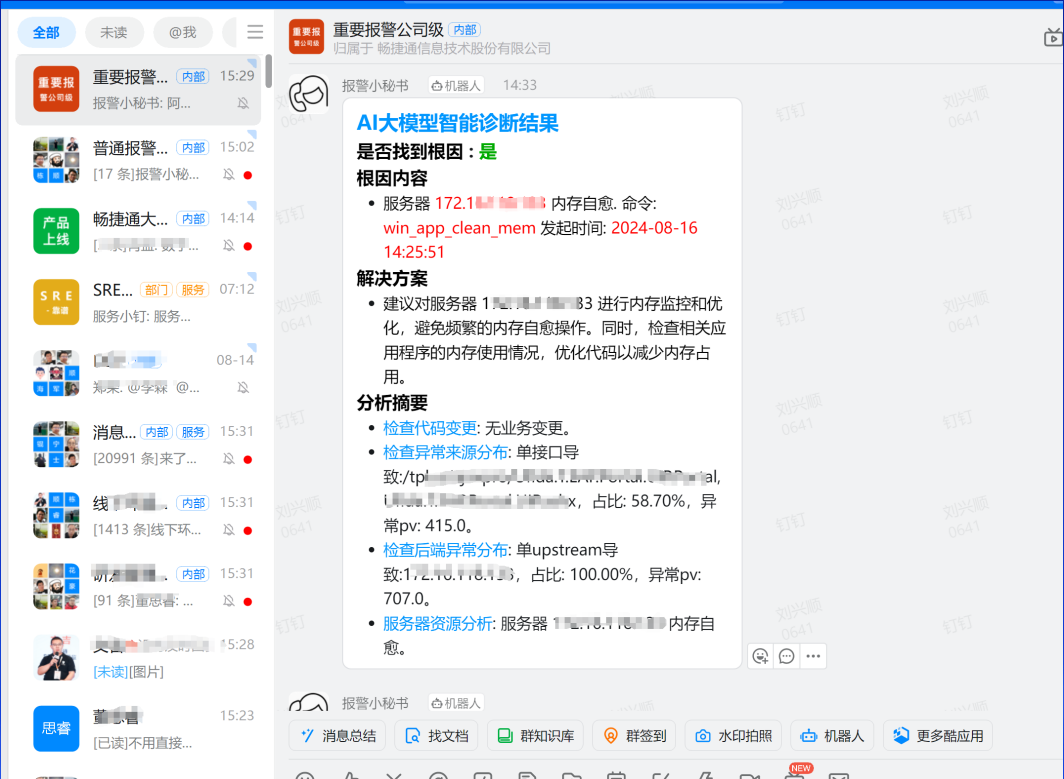 全部
未读
@我
重要报
警公司级
重要报警...
内部
15:29
报警小秘书: 阿...
普通报警...
内部
15:02
[17 条]报警小秘...
产品
上线
畅捷通大...
内部
14:14
SRE
·靠谱
SRE...
部门
服务
07:12
服务小钉: 服务...
08-14
消息...
内部
服务
15:31
[20991 条]来了...
内部
15:31
[1413 条]线下环...
内部
15:31
[91 条]董思睿: ...
15:28
[未读][图片]
思睿
15:23
[已读]不用直接...
重要报
警公司级
重要报警公司级 内部
归属于 畅捷通信息技术股份有限公司
报警小秘书 机器人 14:33
AI大模型智能诊断结果
是否找到根因：是
根因内容
服务器 172.1 内存自愈. 命令:
win_app_clean_mem 发起时间: 2024-08-16
14:25:51
解决方案
建议对服务器 进行内存监控和优
化，避免频繁的内存自愈操作。同时，检查相关应
用程序的内存使用情况，优化代码以减少内存占
用。
分析摘要
检查代码变更: 无业务变更。
检查异常来源分布: 单接口导
致:/tp
占比: 58.70%，异
常pv: 415.0。
检查后端异常分布: 单upstream导
致: ，占比: 100.00%，异常pv:
707.0。
服务器资源分析: 服务器 内存自
愈。
报警小秘书 机器人
消息总结
找文档
群知识库
群签到
水印拍照
机器人
更多酷应用
NEW
钉钉
刘兴顺
0641